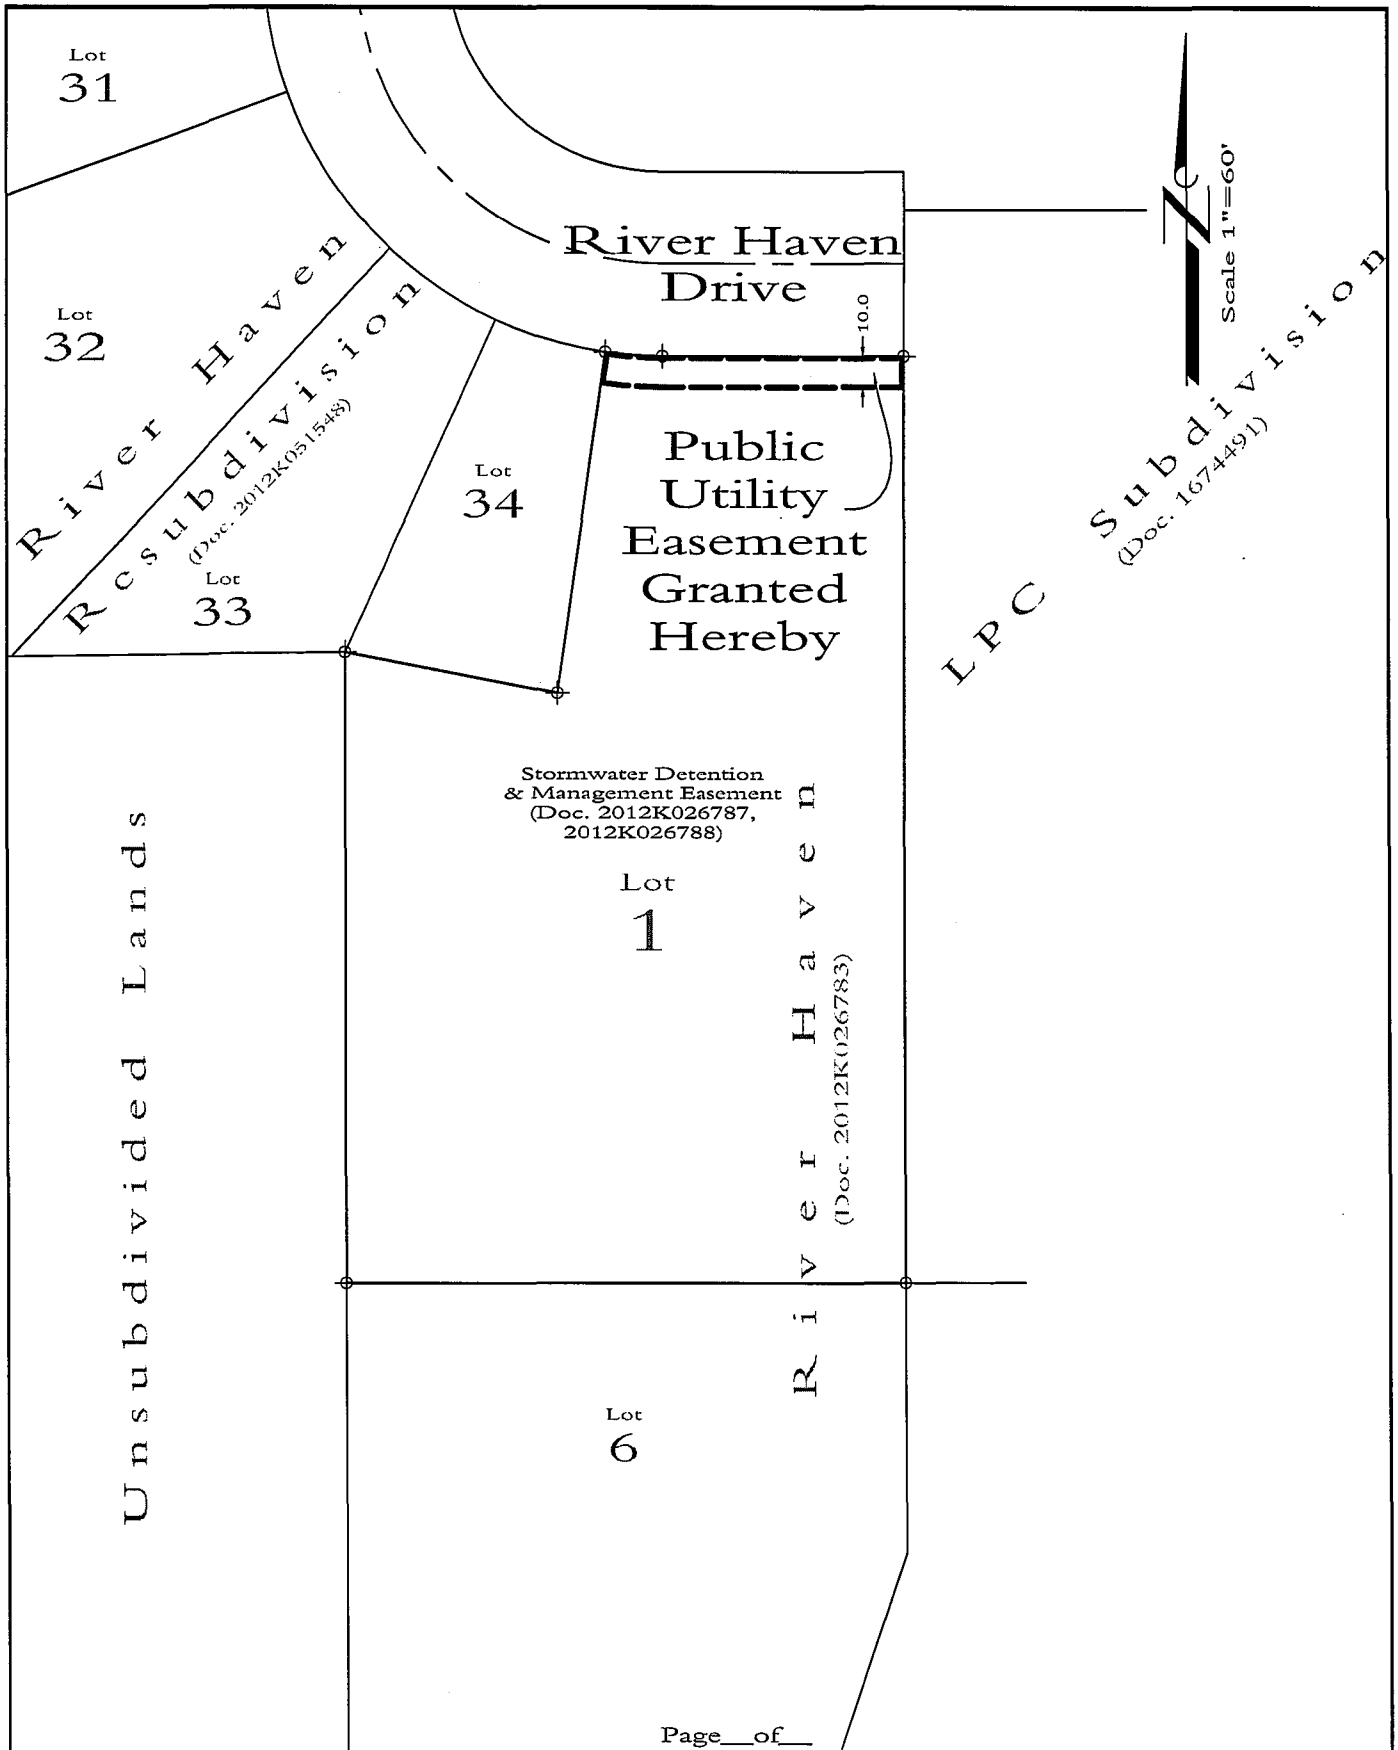 Lot
31
River Haven
Drive
10.0
N
Scale 1"=60'
Lot
32
River Haven
Resubdivision
(Doc. 2012K051548)
Lot
33
Lot
34
Public
Utility
Easement
Granted
Hereby
LPC Subdivision
(Doc. 1674491)
Stormwater Detention
& Management Easement
(Doc. 2012K026787,
2012K026788)
Lot
1
River Haven
(Doc. 2012K026783)
Unsubdivided Lands
Lot
6
Page__of__